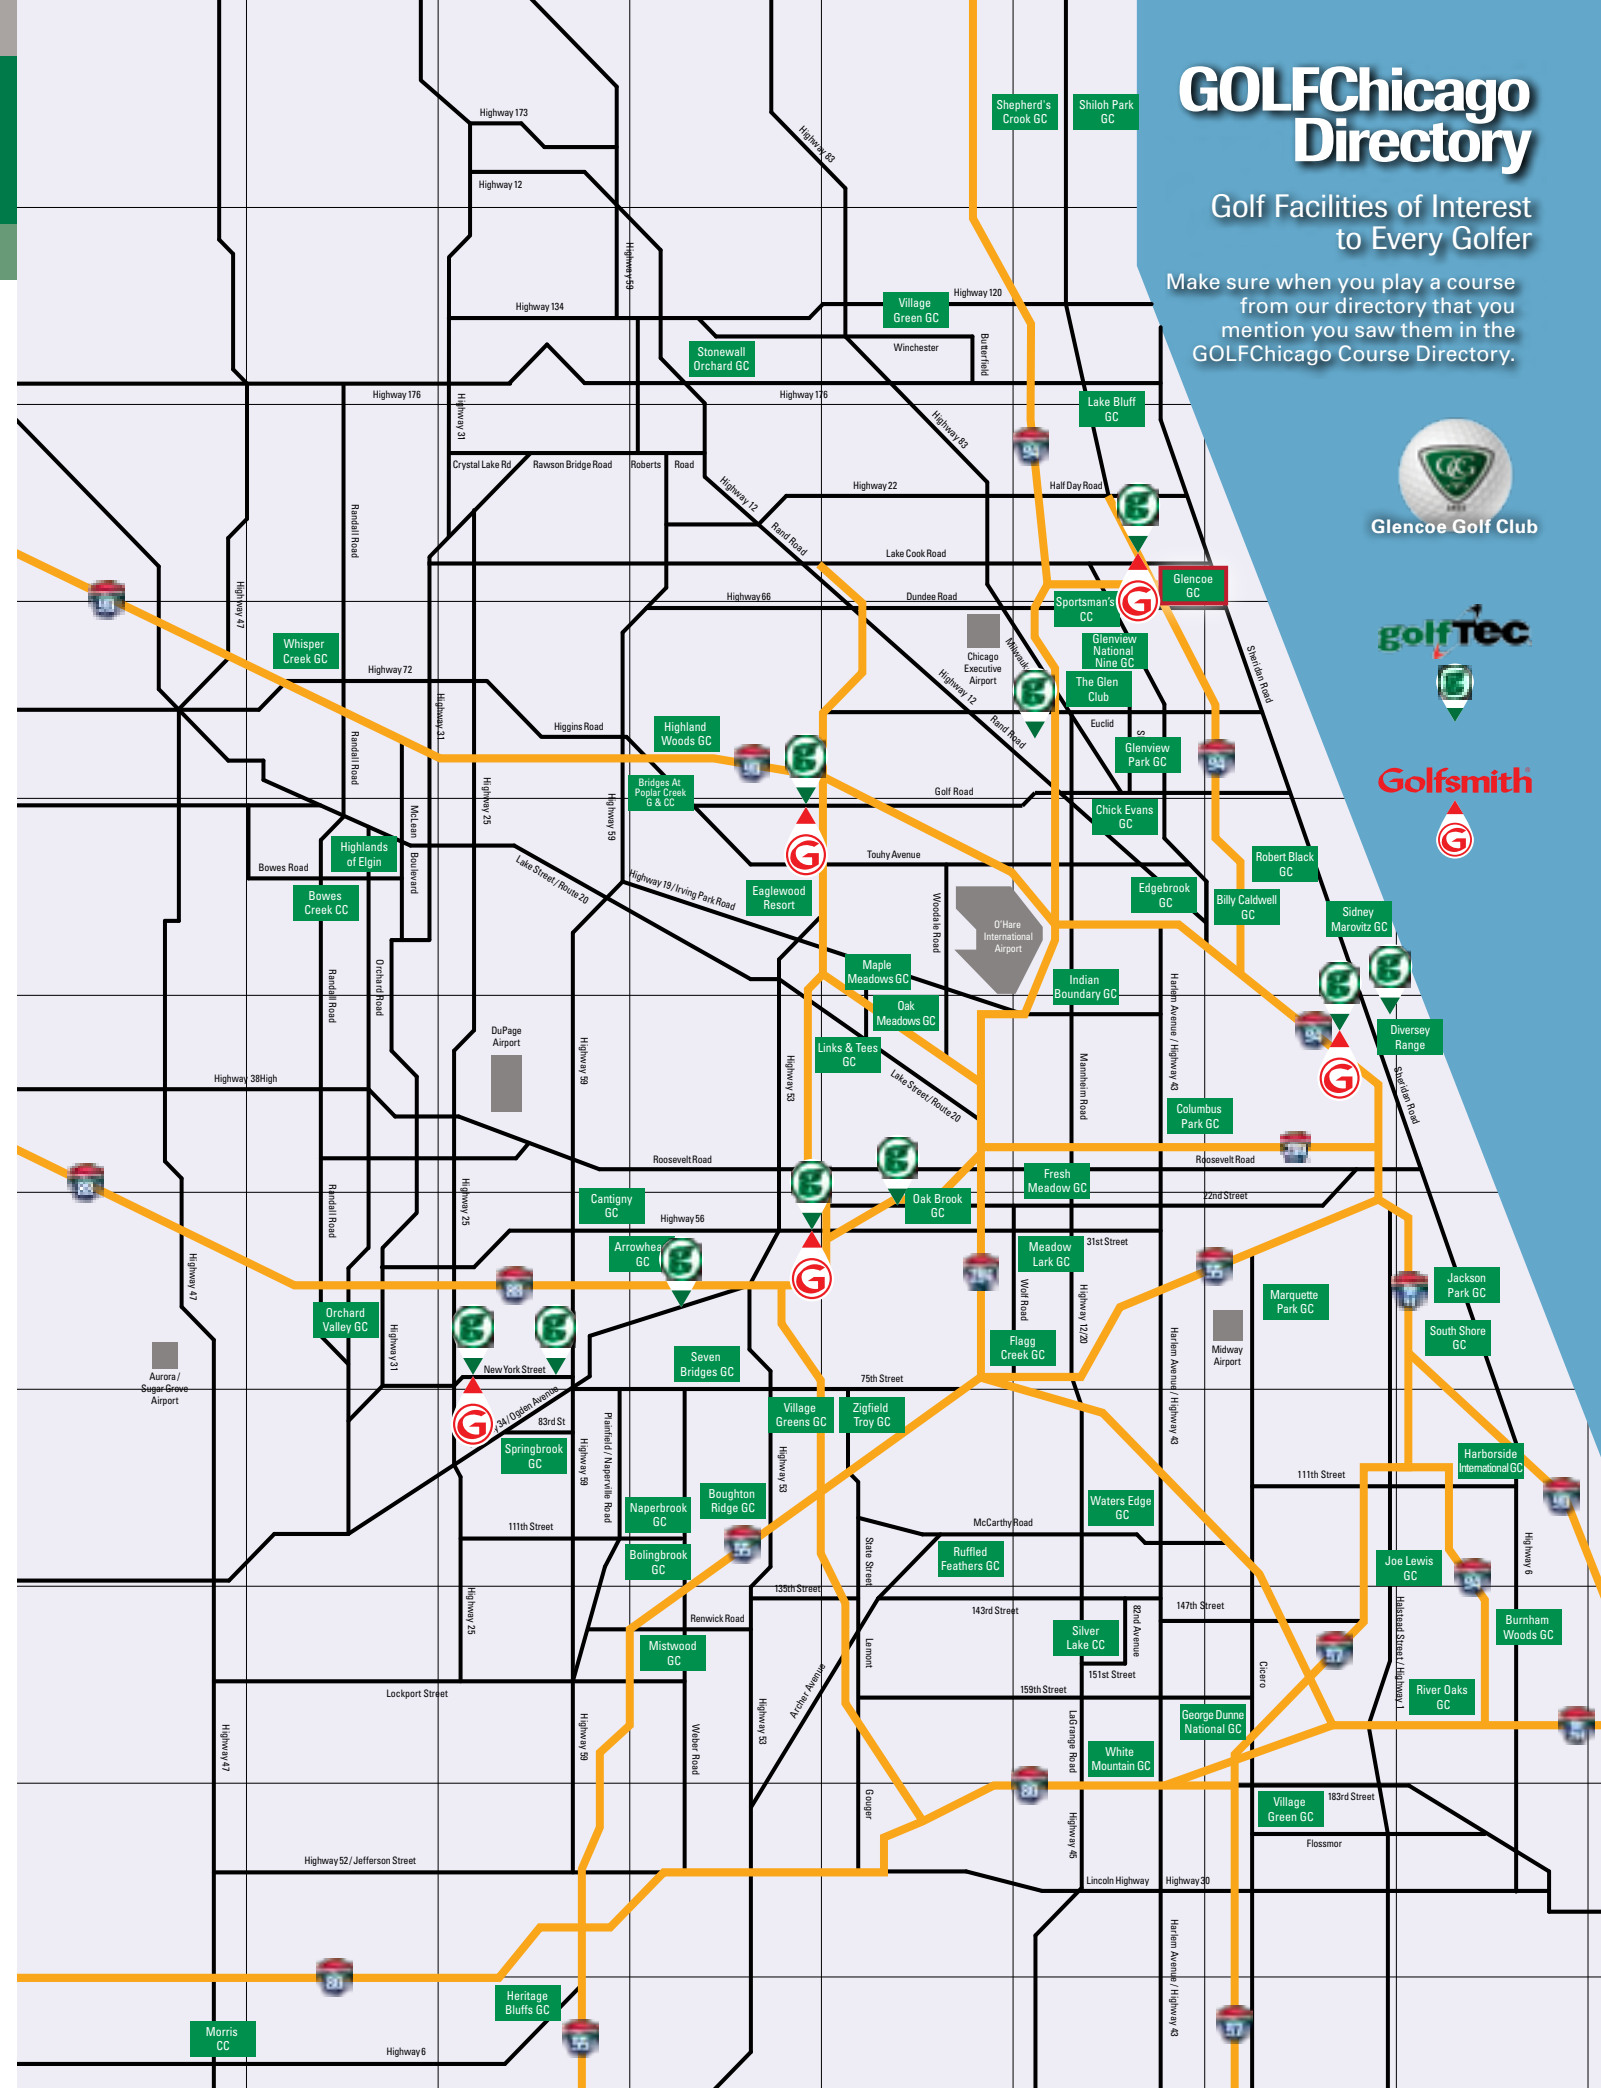 GOLFChicago
Directory
Golf Facilities of Interest
to Every Golfer
Make sure when you play a course
from our directory that you
mention you saw them in the
GOLFChicago Course Directory.
Glencoe Golf Club
golfTEC
Golfsmith
Shepherd's
Crook GC
Shiloh Park
GC
Highway 173
Highway 83
Highway 12
Highway 59
Highway 134
Village
Green GC
Highway 120
Winchester
Butterfield
Stonewall
Orchard GC
Highway 176
Highway 176
Highway 31
Lake Bluff
GC
Highway 83
94
Crystal Lake Rd
Rawson Bridge Road
Roberts
Road
Highway 12
Highway 22
Half Day Road
Randall Road
Rand Road
Lake Cook Road
g
G
Glencoe
GC
90
Highway 47
Highway 66
Dundee Road
Sportsman's
CC
Whisper
Creek GC
Chicago
Executive
Airport
Glenview
National
Nine GC
Highway 72
The Glen
Club
Sheridan Road
Highway 31
Highway 12
g
Higgins Road
Highland
Woods GC
Rand Road
Euclid
Randall Road
90
g
Glenview
Park GC
94
Bridges At
Poplar Creek
G & CC
Highway 25
Highway 59
McLean
Boulevard
Golf Road
Chick Evans
GC
Highlands
of Elgin
Bowes Road
Lake Street / Route 20
Highway 19 / Irving Park Road
G
Touhy Avenue
Robert Black
GC
Bowes
Creek CC
Eaglewood
Resort
Woodale Road
O'Hare
International
Airport
Edgebrook
GC
Billy Caldwell
GC
Sidney
Marovitz GC
Randall Road
Orchard Road
Maple
Meadows GC
Indian
Boundary GC
Harlem Avenue / Highway 43
g
g
Oak
Meadows GC
DuPage
Airport
Highway 59
Links & Tees
GC
94
Diversey
Range
Highway 53
Lake Street / Route 20
Mannheim Road
G
Sheridan Road
Highway 38High
Columbus
Park GC
88
Roosevelt Road
g
g
Roosevelt Road
Fresh
Meadow GC
22nd Street
Randall Road
Highway 25
Cantigny
GC
Oak Brook
GC
Highway 56
31st Street
GC
g
G
Meadow
Lark GC
Highway 47
88
Wolf Road
Highway 12/20
55
Marquette
Park GC
Jackson
Park GC
Orchard
Valley GC
Highway 31
g
g
Flagg
Creek GC
Harlem Avenue / Highway 43
Midway
Airport
South Shore
GC
Aurora /
Sugar Grove
Airport
New York Street
Seven
Bridges GC
75th Street
G
34 / Ogden Avenue
83rd St
Springbrook
GC
Highway 59
Plainfield / Naperville Road
Village
Greens GC
Zigfield
Troy GC
Highway 53
Harborside
International GC
111th Street
Naperbrook
GC
Boughton
Ridge GC
Waters Edge
GC
90
111th Street
55
McCarthy Road
Highway 6
Bolingbrook
GC
State Street
Ruffled
Feathers GC
Joe Lewis
GC
94
Highway 25
135th Street
Renwick Road
143rd Street
82nd Avenue
147th Street
Halstead Street / Highway 1
Burnham
Woods GC
Mistwood
GC
Lemont
Silver
Lake CC
57
151st Street
Cicero
Lockport Street
Archer Avenue
159th Street
River Oaks
GC
Highway 47
Highway 59
Weber Road
Highway 53
LaGrange Road
George Dunne
National GC
White
Mountain GC
80
Gouger
Village
Green GC
183rd Street
Highway 45
Flossmor
Highway 52 / Jefferson Street
Lincoln Highway
Highway 30
Harlem Avenue / Highway 43
80
Heritage
Bluffs GC
55
57
Morris
CC
Highway 6